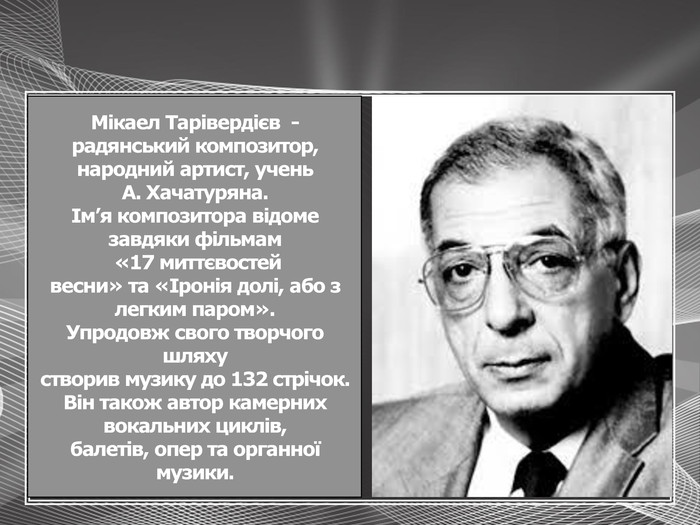 Мікаел Тарівердієв -
радянський композитор,
народний артист, учень
А. Хачатуряна.
Ім’я композитора відоме
завдяки фільмам
«17 миттєвостей
весни» та «Іронія долі, або з
легким паром».
Упродовж свого творчого
шляху
створив музику до 132 стрічок.
Він також автор камерних
вокальних циклів,
балетів, опер та органної
музики.